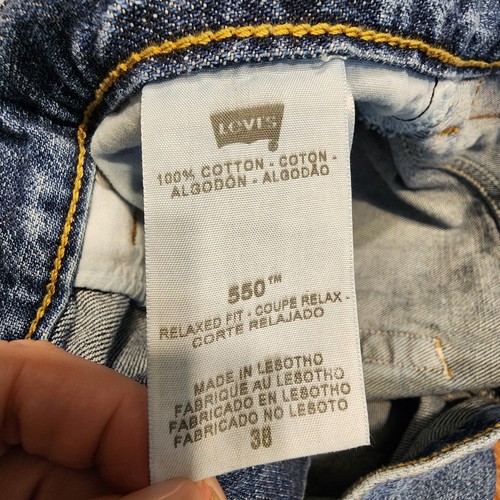 LEVI'S
100% COTTON - COTON -
ALGODÓN - ALGODÃO
550™
RELAXED FIT - COUPE RELAX -
CORTE RELAJADO
MADE IN LESOTHO
FABRIQUE AU LESOTHO
FABRICADO EN LESOTHO
FABRICADO NO LESOTO
38